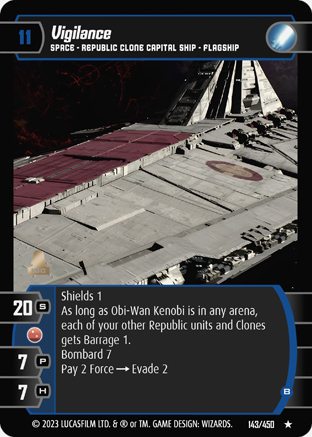 11
Vigilance
SPACE - REPUBLIC CLONE CAPITAL SHIP - FLAGSHIP
20 S
7 P
7 H
Shields 1
As long as Obi-Wan Kenobi is in any arena,
each of your other Republic units and Clones
gets Barrage 1.
Bombard 7
Pay 2 Force → Evade 2
B
© 2023 LUCASFILM LTD. & ® or TM. GAME DESIGN: WIZARDS. 143/450 ★